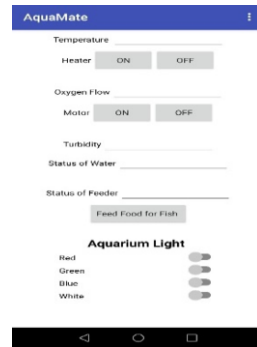 AquaMate
Temperature
Heater ON OFF
Oxygen Flow
Motor ON OFF
Turbidity
Status of Water
Status of Feeder
Feed Food for Fish
Aquarium Light
Red
Green
Blue
White